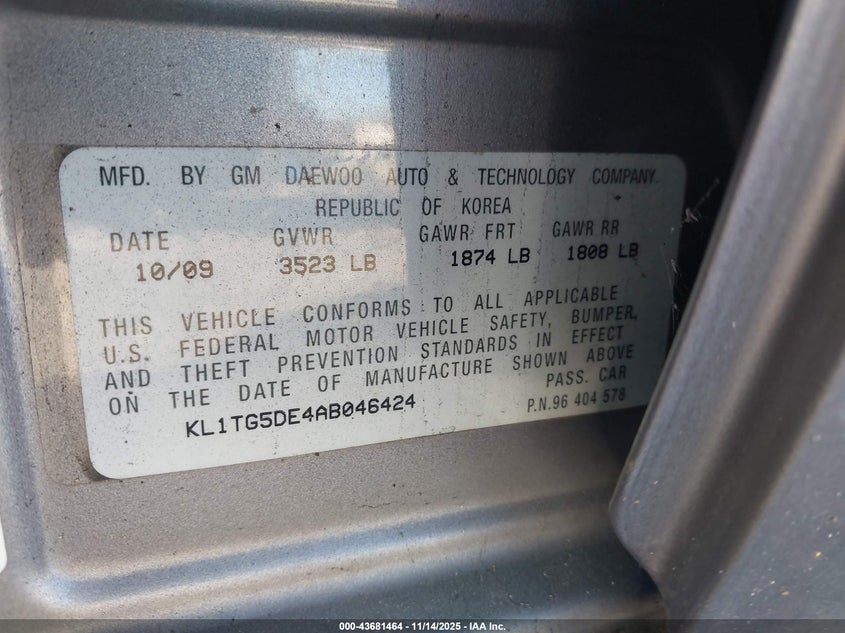 MFD. BY GM DAEWOO AUTO & TECHNOLOGY COMPANY
REPUBLIC OF KOREA
DATE GVWR GAWR FRT GAWR RR
10/09 3523 LB 1874 LB 1808 LB
THIS VEHICLE CONFORMS TO ALL APPLICABLE
U.S. FEDERAL MOTOR VEHICLE SAFETY, BUMPER,
AND THEFT PREVENTION STANDARDS IN EFFECT
ON THE DATE OF MANUFACTURE SHOWN ABOVE
PASS. CAR
KL1TG5DE4AB046424
P.N.96 404 578
000-43681464 - 11/14/2025 - IAA Inc.